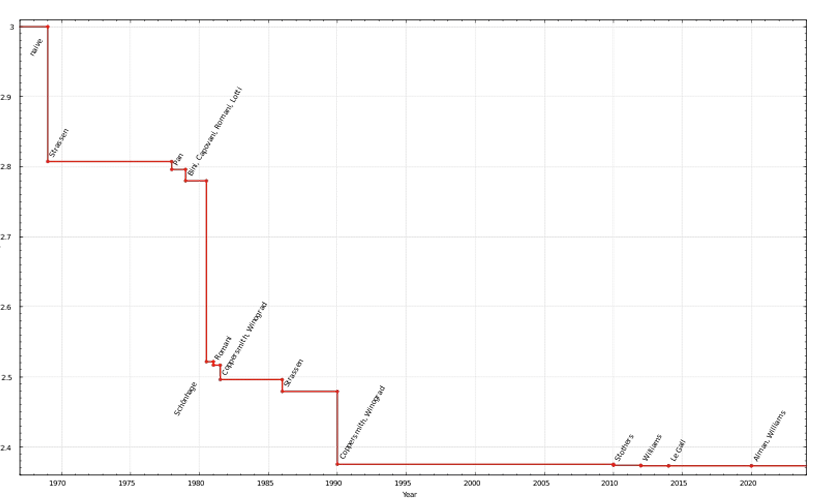 3
2.9
2.8
2.7
2.6
2.5
2.4
naive
Strassen
Pan
Bini, Capovani, Romani, Lotti
Schönhage
Romani
Coppersmith, Winograd
Strassen
Coppersmith, Winograd
Stothers
Williams
Le Gall
Alman, Williams
1970
1975
1980
1985
1990
1995
2000
2005
2010
2015
2020
Year